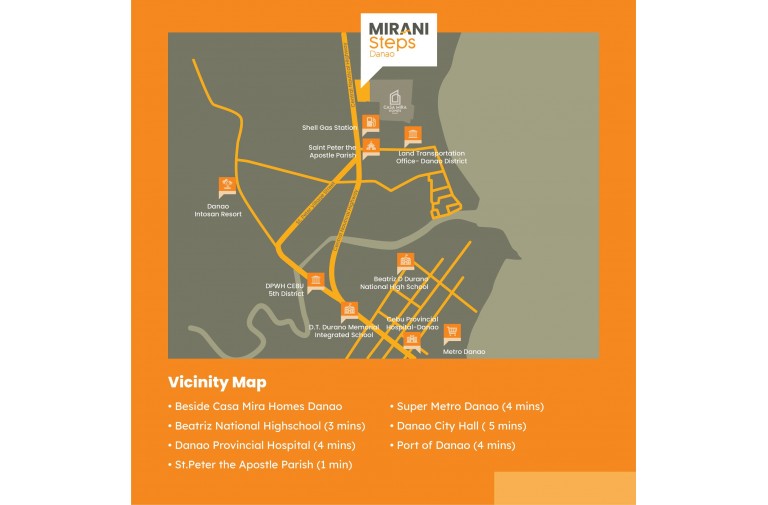 MIRANI
Steps
Danao
CASA MIRA
Shell Gas Station
Saint Peter the
Apostle Parish
Land Transportation
Office- Danao District
Danao
Intosan Resort
DPWH CEBU
5th District
Beatriz D Durano
National High School
D.T. Durano Memorial
Integrated School
Cebu Provincial
Hospital-Danao
Metro Danao
Vicinity Map
• Beside Casa Mira Homes Danao
• Beatriz National Highschool (3 mins)
• Danao Provincial Hospital (4 mins)
• St.Peter the Apostle Parish (1 min)
• Super Metro Danao (4 mins)
• Danao City Hall ( 5 mins)
• Port of Danao (4 mins)